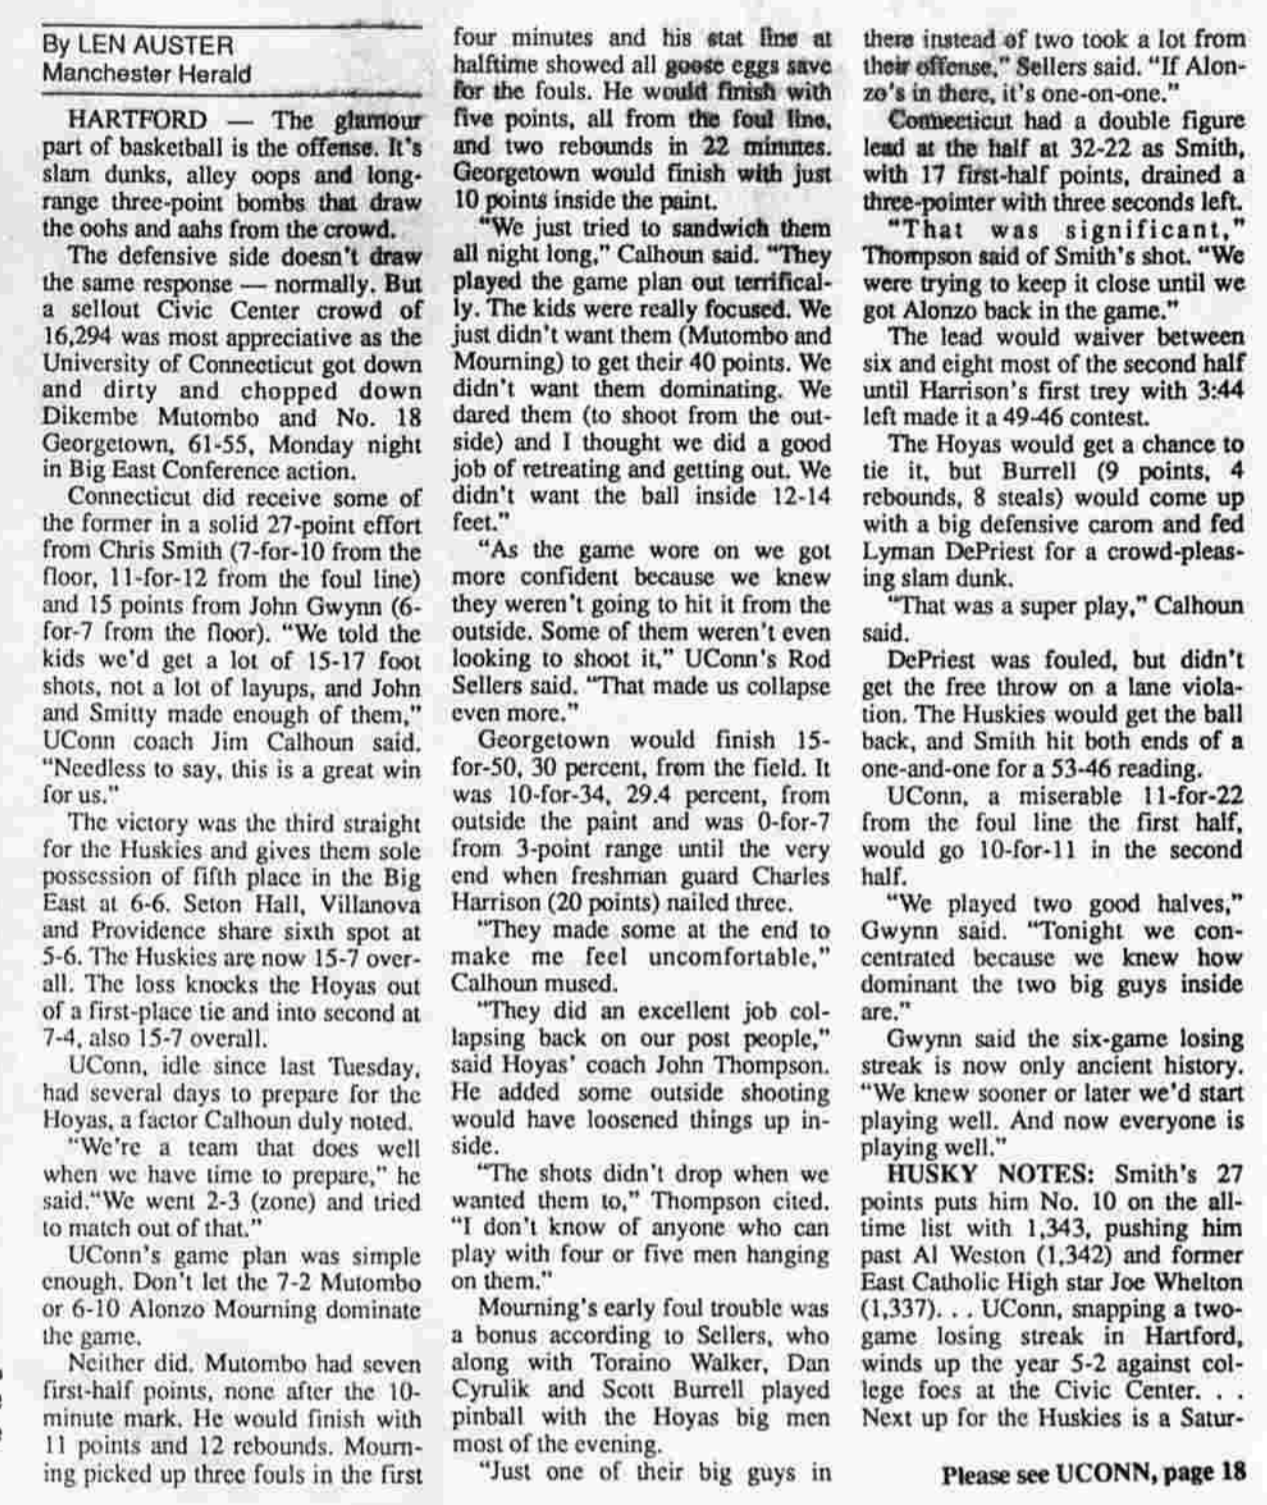 By LEN AUSTER
Manchester Herald
HARTFORD — The glamour
part of basketball is the offense. It's
slam dunks, alley oops and long-
range three-point bombs that draw
the oohs and aahs from the crowd.
The defensive side doesn't draw
the same response — normally. But
a sellout Civic Center crowd of
16,294 was most appreciative as the
University of Connecticut got down
and dirty and chopped down
Dikembe Mutombo and No. 18
Georgetown, 61-55, Monday night
in Big East Conference action.
Connecticut did receive some of
the former in a solid 27-point effort
from Chris Smith (7-for-10 from the
floor, 11-for-12 from the foul line)
and 15 points from John Gwynn (6-
for-7 from the floor). "We told the
kids we'd get a lot of 15-17 foot
shots, not a lot of layups, and John
and Smitty made enough of them,"
UConn coach Jim Calhoun said.
"Needless to say, this is a great win
for us."
The victory was the third straight
for the Huskies and gives them sole
possession of fifth place in the Big
East at 6-6. Seton Hall, Villanova
and Providence share sixth spot at
5-6. The Huskies are now 15-7 over-
all. The loss knocks the Hoyas out
of a first-place tie and into second at
7-4, also 15-7 overall.
UConn, idle since last Tuesday,
had several days to prepare for the
Hoyas, a factor Calhoun duly noted.
"We're a team that does well
when we have time to prepare," he
said."We went 2-3 (zone) and tried
to match out of that."
UConn's game plan was simple
enough. Don't let the 7-2 Mutombo
or 6-10 Alonzo Mourning dominate
the game.
Neither did. Mutombo had seven
first-half points, none after the 10-
minute mark. He would finish with
11 points and 12 rebounds. Mourn-
ing picked up three fouls in the first
four minutes and his stat line at
halftime showed all goose eggs save
for the fouls. He would finish with
five points, all from the foul line,
and two rebounds in 22 minutes.
Georgetown would finish with just
10 points inside the paint.
"We just tried to sandwich them
all night long," Calhoun said. "They
played the game plan out terrifical-
ly. The kids were really focused. We
just didn't want them (Mutombo and
Mourning) to get their 40 points. We
didn't want them dominating. We
dared them (to shoot from the out-
side) and I thought we did a good
job of retreating and getting out. We
didn't want the ball inside 12-14
feet."
"As the game wore on we got
more confident because we knew
they weren't going to hit it from the
outside. Some of them weren't even
looking to shoot it," UConn's Rod
Sellers said. "That made us collapse
even more."
Georgetown would finish 15-
for-50, 30 percent, from the field. It
was 10-for-34, 29.4 percent, from
outside the paint and was 0-for-7
from 3-point range until the very
end when freshman guard Charles
Harrison (20 points) nailed three.
"They made some at the end to
make me feel uncomfortable,"
Calhoun mused.
"They did an excellent job col-
lapsing back on our post people,"
said Hoyas' coach John Thompson.
He added some outside shooting
would have loosened things up in-
side.
"The shots didn't drop when we
wanted them to," Thompson cited.
"I don't know of anyone who can
play with four or five men hanging
on them."
Mourning's early foul trouble was
a bonus according to Sellers, who
along with Toraino Walker, Dan
Cyrulik and Scott Burrell played
pinball with the Hoyas big men
most of the evening.
"Just one of their big guys in
there instead of two took a lot from
their offense," Sellers said. "If Alon-
zo's in there, it's one-on-one."
Connecticut had a double figure
lead at the half at 32-22 as Smith,
with 17 first-half points, drained a
three-pointer with three seconds left.
"That was significant,"
Thompson said of Smith's shot. "We
were trying to keep it close until we
got Alonzo back in the game."
The lead would waiver between
six and eight most of the second half
until Harrison's first trey with 3:44
left made it a 49-46 contest.
The Hoyas would get a chance to
tie it, but Burrell (9 points, 4
rebounds, 8 steals) would come up
with a big defensive carom and fed
Lyman DePriest for a crowd-pleas-
ing slam dunk.
"That was a super play," Calhoun
said.
DePriest was fouled, but didn't
get the free throw on a lane viola-
tion. The Huskies would get the ball
back, and Smith hit both ends of a
one-and-one for a 53-46 reading.
UConn, a miserable 11-for-22
from the foul line the first half,
would go 10-for-11 in the second
half.
"We played two good halves,"
Gwynn said. "Tonight we con-
centrated because we knew how
dominant the two big guys inside
are."
Gwynn said the six-game losing
streak is now only ancient history.
"We knew sooner or later we'd start
playing well. And now everyone is
playing well."
HUSKY NOTES: Smith's 27
points puts him No. 10 on the all-
time list with 1,343, pushing him
past Al Weston (1,342) and former
East Catholic High star Joe Whelton
(1,337). . . UConn, snapping a two-
game losing streak in Hartford,
winds up the year 5-2 against col-
lege foes at the Civic Center. . .
Next up for the Huskies is a Satur-
Please see UCONN, page 18